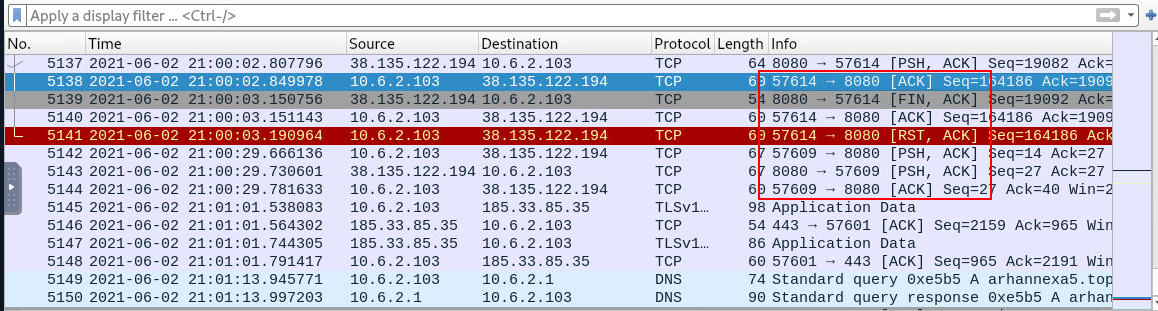 Apply a display filter ... <Ctrl-/>
No. Time Source Destination Protocol Length Info
5137 2021-06-02 21:00:02.807796 38.135.122.194 10.6.2.103 TCP 64 8080 → 57614 [PSH, ACK] Seq=19082 Ack=
5138 2021-06-02 21:00:02.849978 10.6.2.103 38.135.122.194 TCP 60 57614 → 8080 [ACK] Seq=164186 Ack=1909
5139 2021-06-02 21:00:03.150756 38.135.122.194 10.6.2.103 TCP 54 8080 → 57614 [FIN, ACK] Seq=19092 Ack=
5140 2021-06-02 21:00:03.151143 10.6.2.103 38.135.122.194 TCP 60 57614 → 8080 [ACK] Seq=164186 Ack=1909
5141 2021-06-02 21:00:03.190964 10.6.2.103 38.135.122.194 TCP 60 57614 → 8080 [RST, ACK] Seq=164186 Ack
5142 2021-06-02 21:00:29.666136 10.6.2.103 38.135.122.194 TCP 67 57609 → 8080 [PSH, ACK] Seq=14 Ack=27
5143 2021-06-02 21:00:29.730601 38.135.122.194 10.6.2.103 TCP 67 8080 → 57609 [PSH, ACK] Seq=27 Ack=27
5144 2021-06-02 21:00:29.781633 10.6.2.103 38.135.122.194 TCP 60 57609 → 8080 [ACK] Seq=27 Ack=40 Win=2
5145 2021-06-02 21:01:01.538083 10.6.2.103 185.33.85.35 TLSv1... 98 Application Data
5146 2021-06-02 21:01:01.564302 185.33.85.35 10.6.2.103 TCP 54 443 → 57601 [ACK] Seq=2159 Ack=965 Win
5147 2021-06-02 21:01:01.744305 185.33.85.35 10.6.2.103 TLSv1... 86 Application Data
5148 2021-06-02 21:01:01.791417 10.6.2.103 185.33.85.35 TCP 60 57601 → 443 [ACK] Seq=965 Ack=2191 Win
5149 2021-06-02 21:01:13.945771 10.6.2.103 10.6.2.1 DNS 74 Standard query 0xe5b5 A arhannexa5.top
5150 2021-06-02 21:01:13.997203 10.6.2.1 10.6.2.103 DNS 90 Standard query response 0xe5b5 A arhan